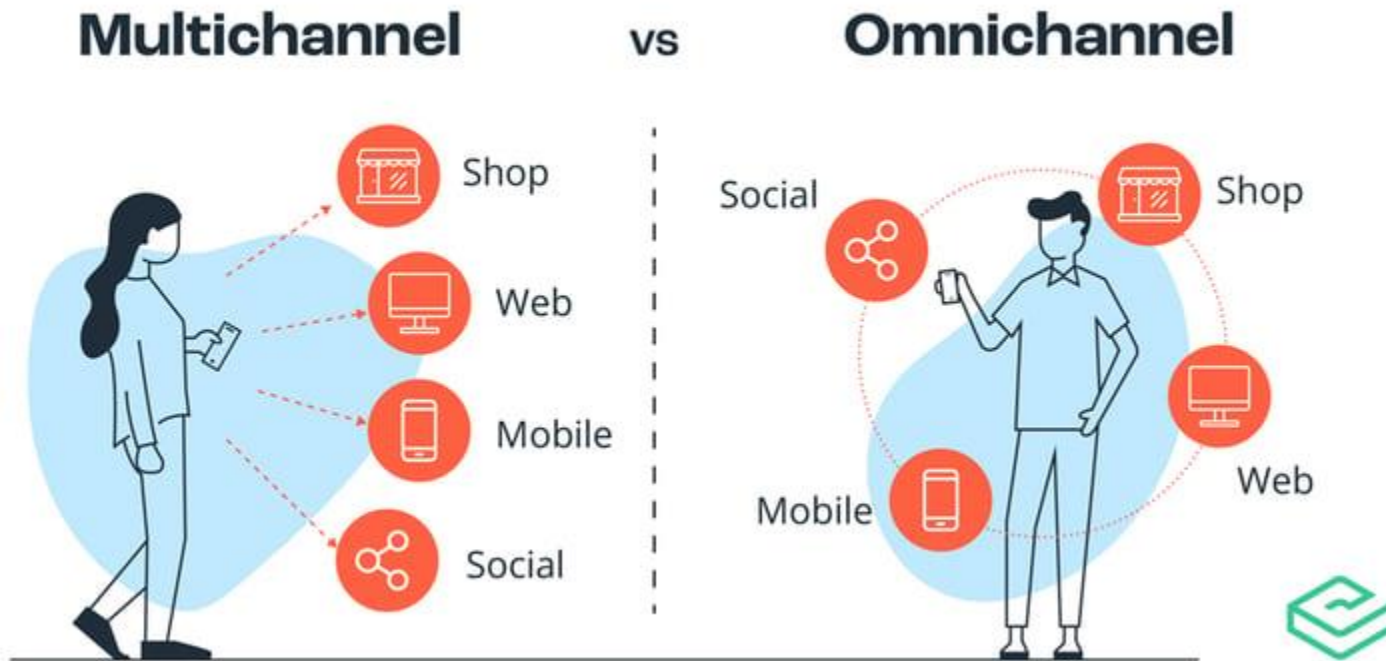 Multichannel vs Omnichannel
Shop
Web
Mobile
Social
Social
Shop
Mobile
Web